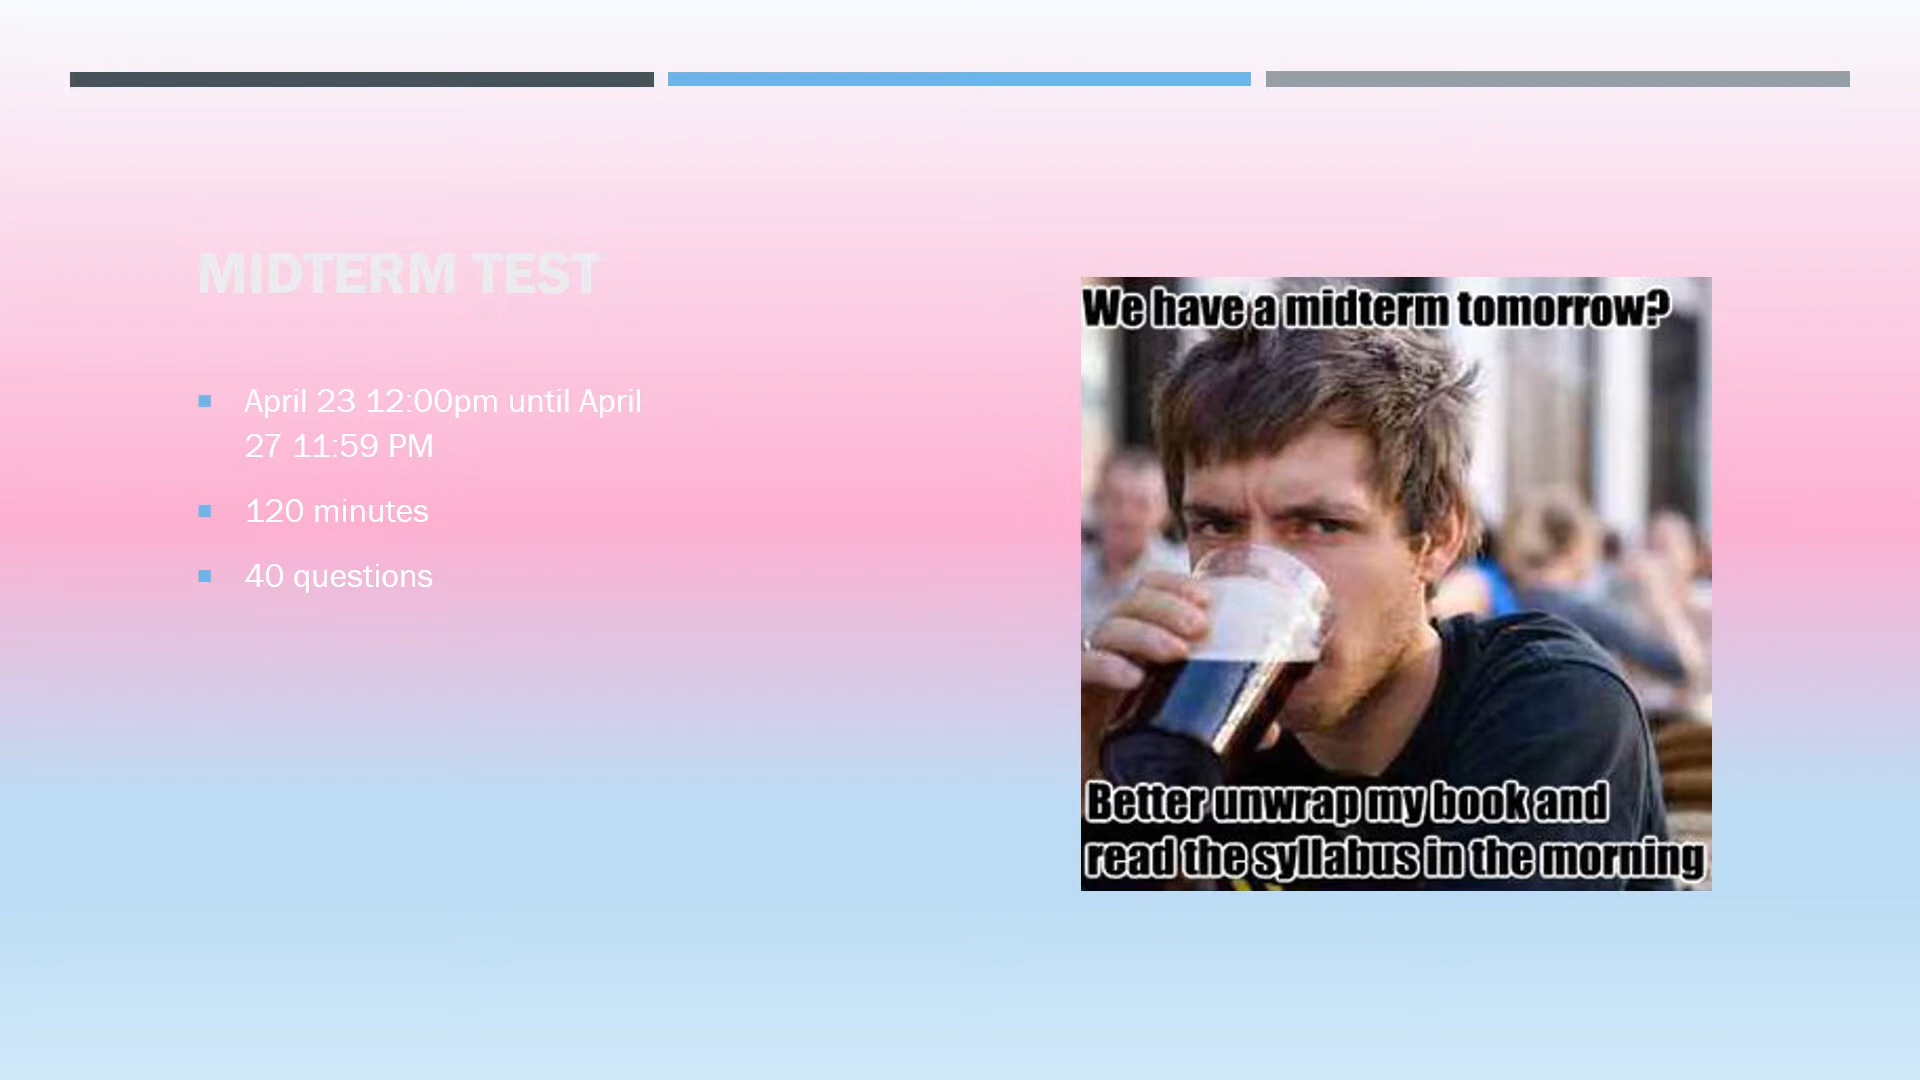 MIDTERM TEST
April 23 12:00pm until April
27 11:59 PM
120 minutes
40 questions
We have a midterm tomorrow?
Better unwrap my book and
read the syllabus in the morning